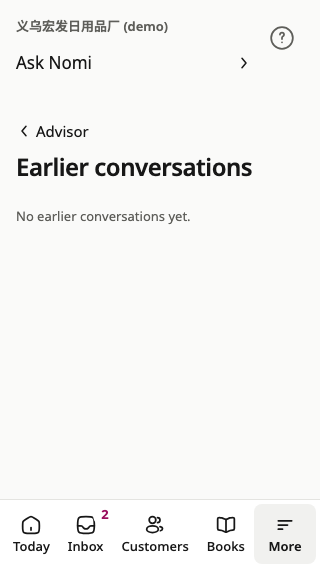 义乌宏发日用品厂 (demo)
Ask Nomi
Advisor
Earlier conversations
No earlier conversations yet.
2
Today
Inbox
Customers
Books
More